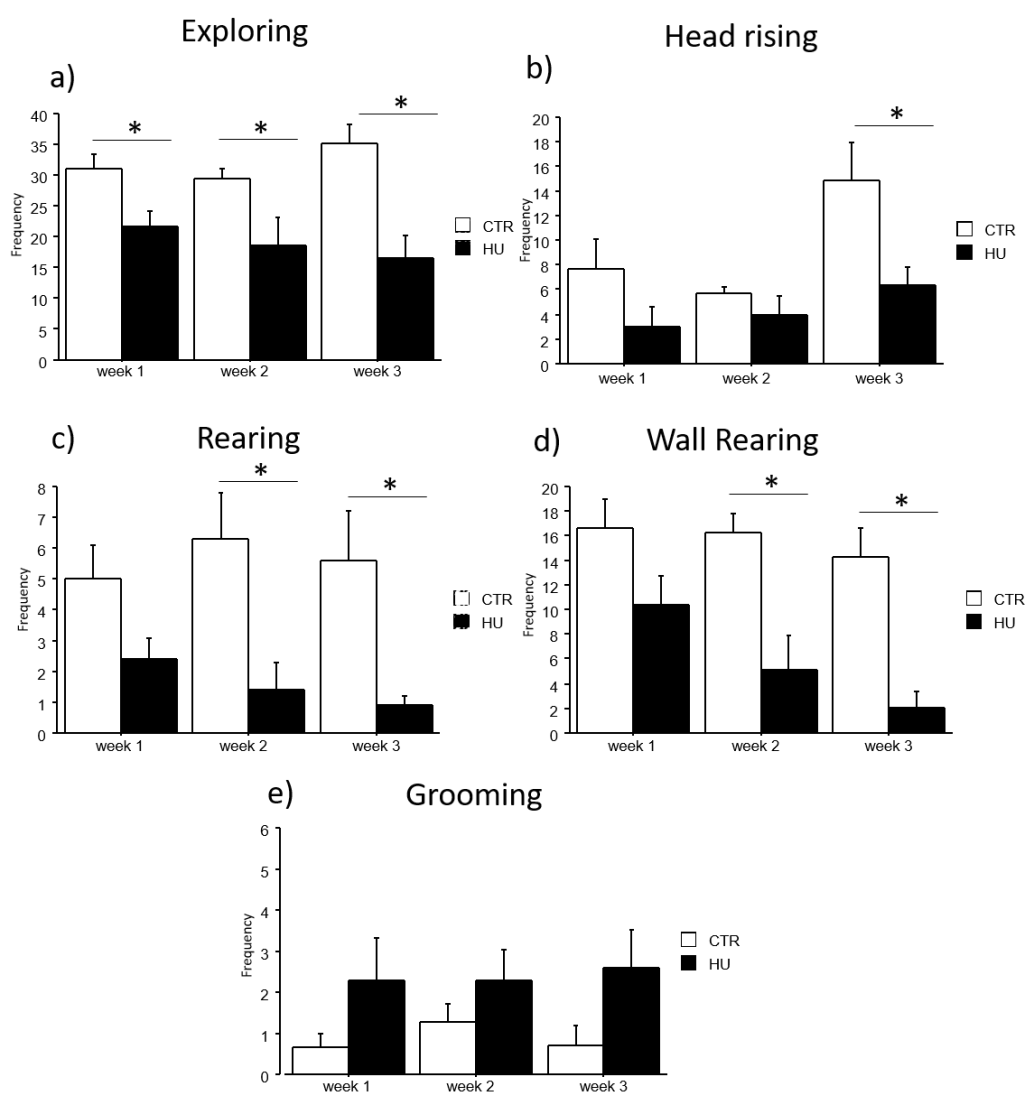 Exploring
a)
*
*
*
40
35
30
25
20
15
10
5
0
Frequency
week 1
week 2
week 3
CTR
HU
Head rising
b)
*
20
18
16
14
12
10
8
6
4
2
0
Frequency
week 1
week 2
week 3
CTR
HU
c)
Rearing
*
*
8
7
6
5
4
3
2
1
0
Frequency
week 1
week 2
week 3
CTR
HU
d)
Wall Rearing
*
*
20
18
16
14
12
10
8
6
4
2
0
Frequency
week 1
week 2
week 3
CTR
HU
e)
Grooming
6
5
4
3
2
1
0
Frequency
week 1
week 2
week 3
CTR
HU